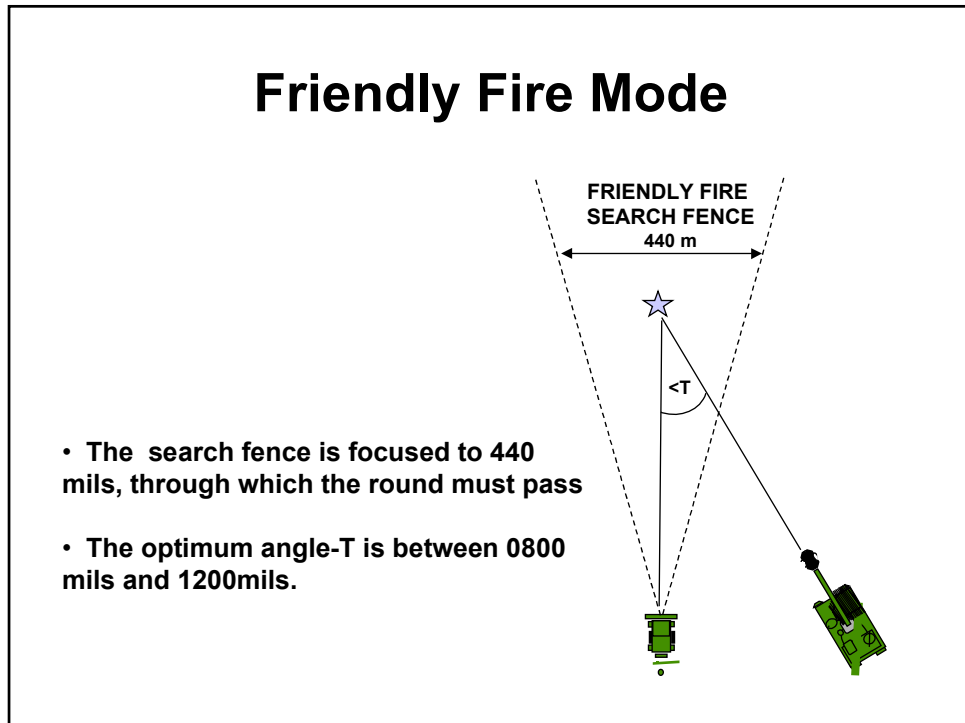 Friendly Fire Mode
FRIENDLY FIRE
SEARCH FENCE
440 m
<T
• The  search fence is focused to 440
mils, through which the round must pass
• The optimum angle-T is between 0800
mils and 1200mils.